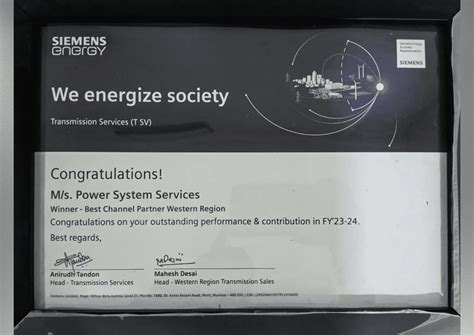 SIEMENS
energy
Siemens Energy
SIEMENS
We energize society
Transmission Services (T SV)
Congratulations!
M/s. Power System Services
Winner - Best Channel Partner Western Region
Congratulations on your outstanding performance & contribution in FY'23-24.
Best regards,
Anirudh Tandon
Mahesh Desai
Head - Transmission Services
Head - Western Region Transmission Sales